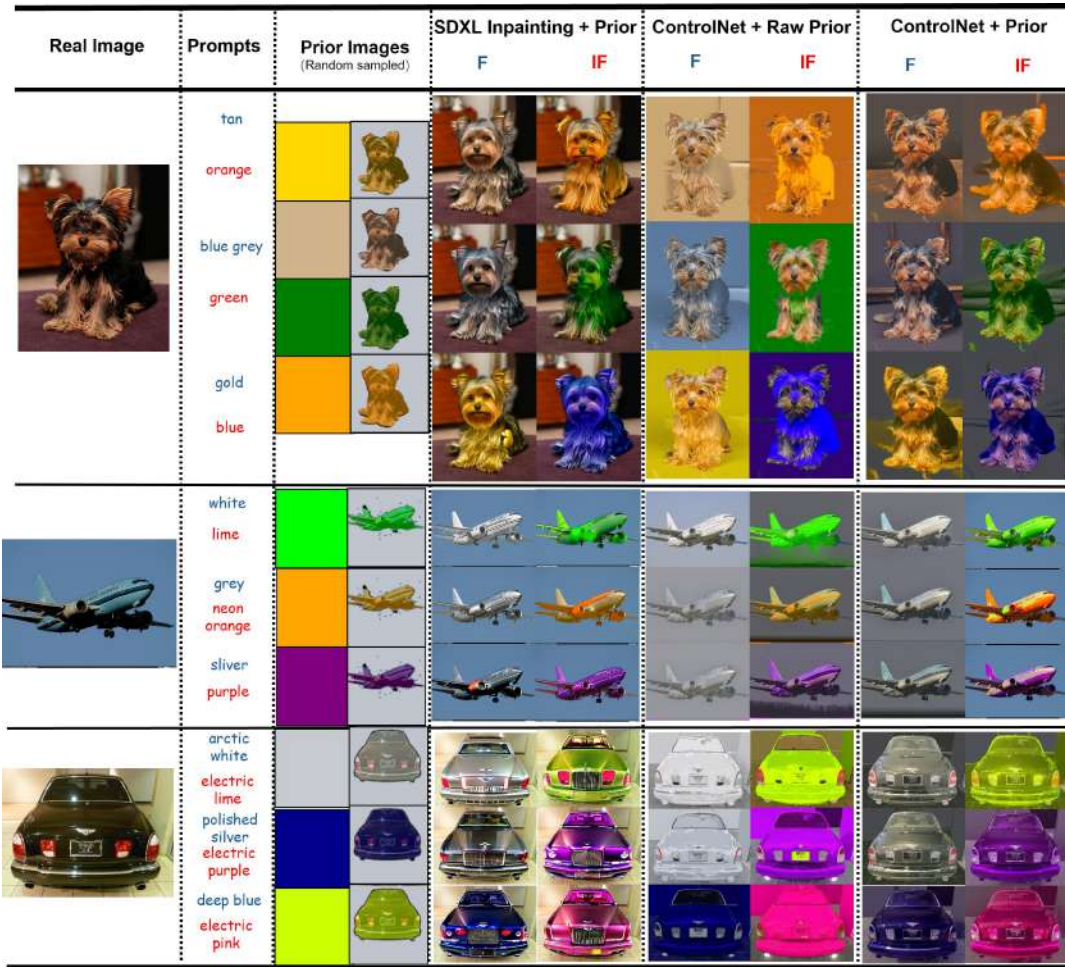 Real Image
Prompts
Prior Images
(Random sampled)
SDXL Inpainting + Prior
F
IF
ControlNet + Raw Prior
F
IF
ControlNet + Prior
F
IF
tan
orange
blue grey
green
gold
blue
white
lime
grey
neon
orange
sliver
purple
arctic
white
electric
lime
polished
silver
electric
purple
deep blue
electric
pink